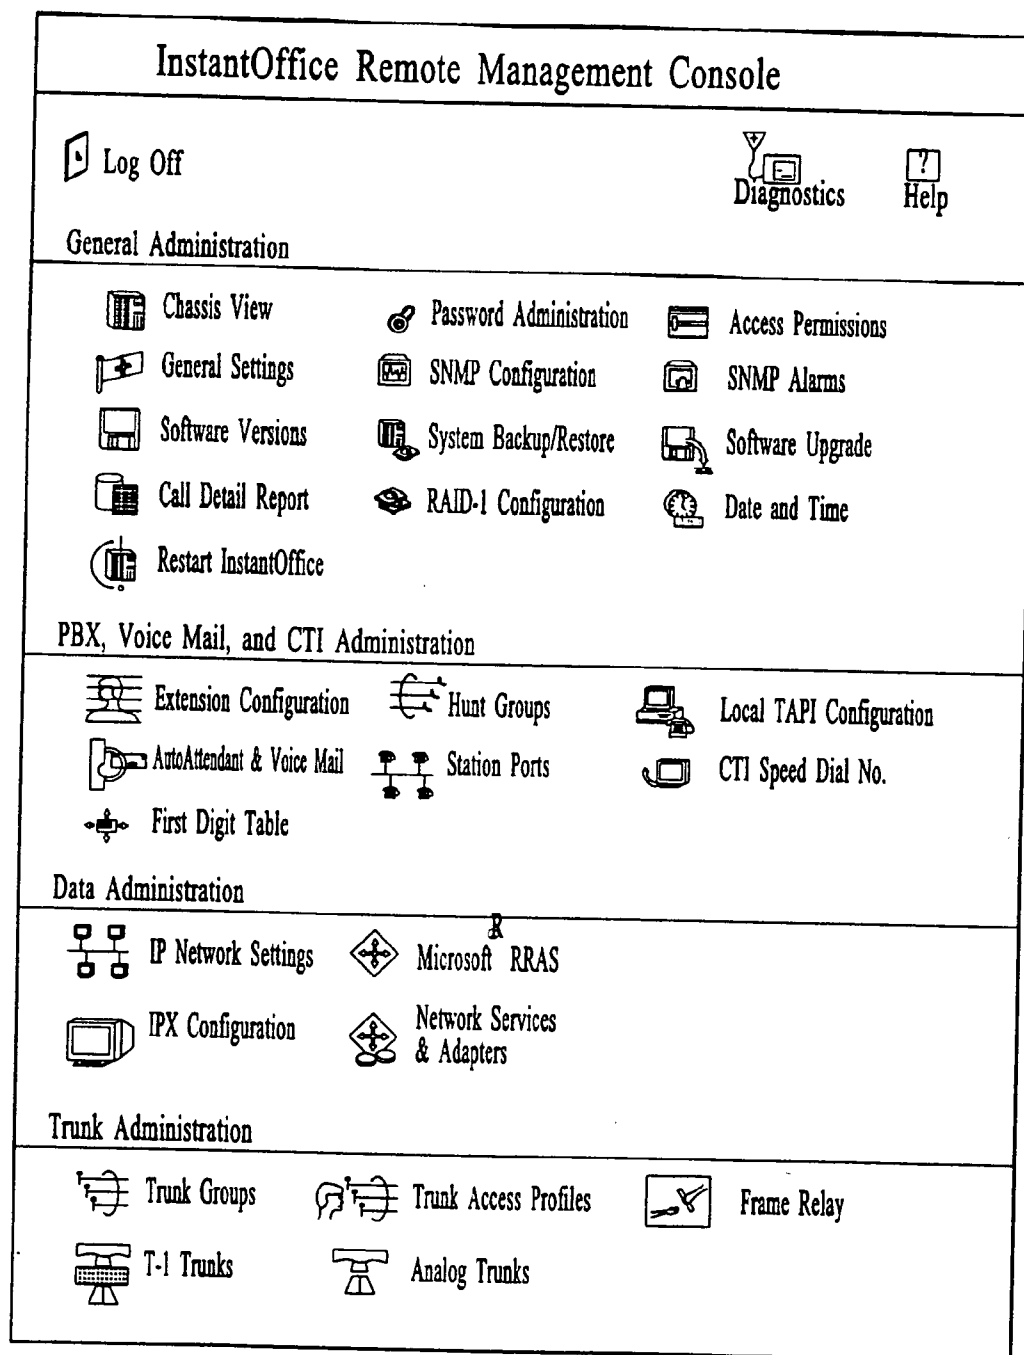 InstantOffice Remote Management Console
Log Off
Diagnostics
?
Help
General Administration
Chassis View
Password Administration
Access Permissions
General Settings
SNMP Configuration
SNMP Alarms
Software Versions
System Backup/Restore
Software Upgrade
Call Detail Report
RAID-1 Configuration
Date and Time
Restart InstantOffice
PBX, Voice Mail, and CTI Administration
Extension Configuration
Hunt Groups
Local TAPI Configuration
AutoAttendant & Voice Mail
Station Ports
CTI Speed Dial No.
First Digit Table
Data Administration
IP Network Settings
R
Microsoft RRAS
IPX Configuration
Network Services
& Adapters
Trunk Administration
Trunk Groups
Trunk Access Profiles
Frame Relay
T-1 Trunks
Analog Trunks